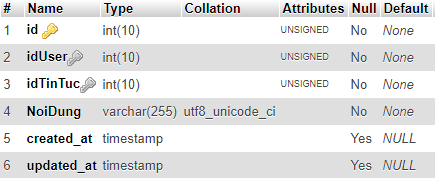 # Name Type Collation Attributes Null Default
1 id int(10) UNSIGNED No None
2 idUser int(10) UNSIGNED No None
3 idTinTuc int(10) UNSIGNED No None
4 NoiDung varchar(255) utf8_unicode_ci No None
5 created_at timestamp Yes NULL
6 updated_at timestamp Yes NULL